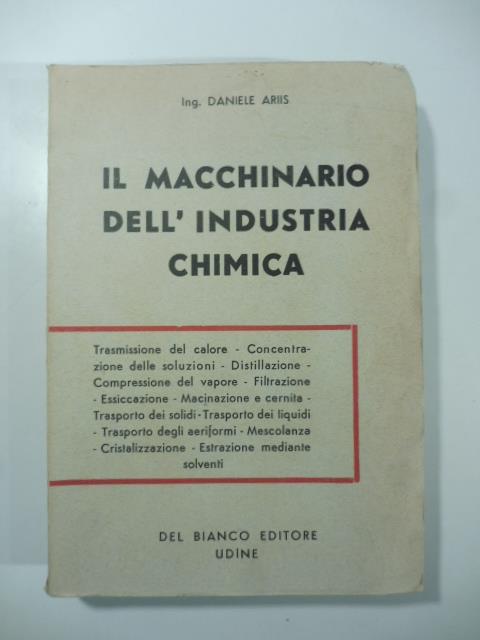 Ing. DANIELE ARIIS
IL MACCHINARIO
DELL' INDUSTRIA
CHIMICA
Trasmissione del calore - Concentra-
zione delle soluzioni - Distillazione -
Compressione del vapore - Filtrazione
- Essiccazione - Macinazione e cernita -
Trasporto dei solidi - Trasporto dei liquidi
- Trasporto degli aeriformi - Mescolanza
- Cristalizzazione - Estrazione mediante
solventi
DEL BIANCO EDITORE
UDINE